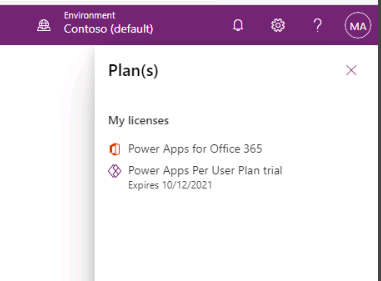 Environment
Contoso (default)
?
MA
Plan(s)
My licenses
Power Apps for Office 365
Power Apps Per User Plan trial
Expires 10/12/2021